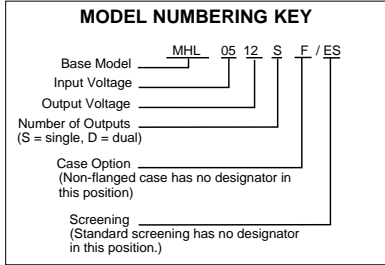 MODEL NUMBERING KEY
MHL 05 12 S F / ES
Base Model
Input Voltage
Output Voltage
Number of Outputs
(S = single, D = dual)
Case Option
(Non-flanged case has no designator in
this position)
Screening
(Standard screening has no designator
in this position.)